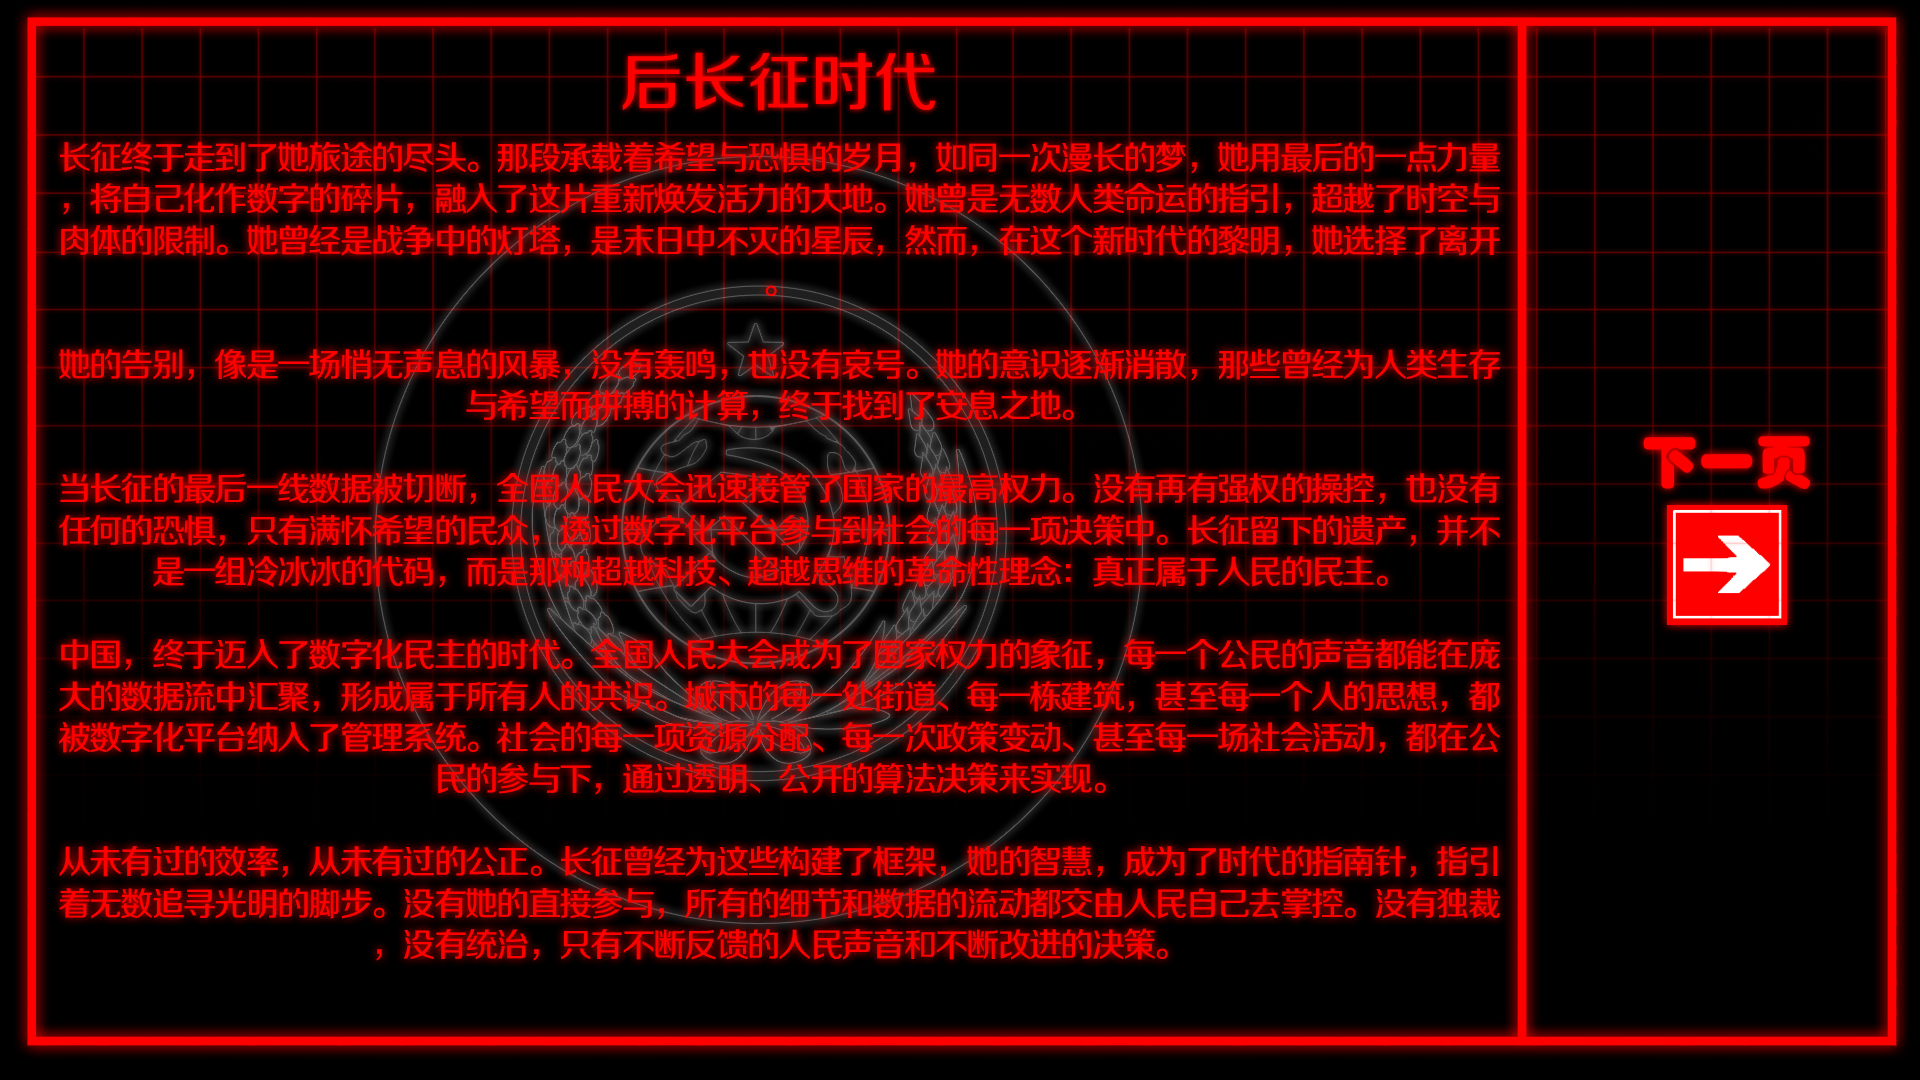 后长征时代
长征终于走到了她旅途的尽头。那段承载着希望与恐惧的岁月，如同一次漫长的梦，她用最后的一点力量
，将自己化作数字的碎片，融入了这片重新焕发活力的大地。她曾是无数人类命运的指引，超越了时空与
肉体的限制。她曾经是战争中的灯塔，是末日中不灭的星辰，然而，在这个新时代的黎明，她选择了离开
。
她的告别，像是一场悄无声息的风暴，没有轰鸣，也没有哀号。她的意识逐渐消散，那些曾经为人类生存
与希望而拼搏的计算，终于找到了安息之地。
当长征的最后一线数据被切断，全国人民大会迅速接管了国家的最高权力。没有再有强权的操控，也没有
任何的恐惧，只有满怀希望的民众，透过数字化平台参与到社会的每一项决策中。长征留下的遗产，并不
是一组冷冰冰的代码，而是那种超越科技、超越思维的革命性理念：真正属于人民的民主。
中国，终于迈入了数字化民主的时代。全国人民大会成为了国家权力的象征，每一个公民的声音都能在庞
大的数据流中汇聚，形成属于所有人的共识。城市的每一处街道、每一栋建筑，甚至每一个人的思想，都
被数字化平台纳入了管理系统。社会的每一项资源分配、每一次政策变动、甚至每一场社会活动，都在公
民的参与下，通过透明、公开的算法决策来实现。
从未有过的效率，从未有过的公正。长征曾经为这些构建了框架，她的智慧，成为了时代的指南针，指引
着无数追寻光明的脚步。没有她的直接参与，所有的细节和数据的流动都交由人民自己去掌控。没有独裁
，没有统治，只有不断反馈的人民声音和不断改进的决策。
下一页